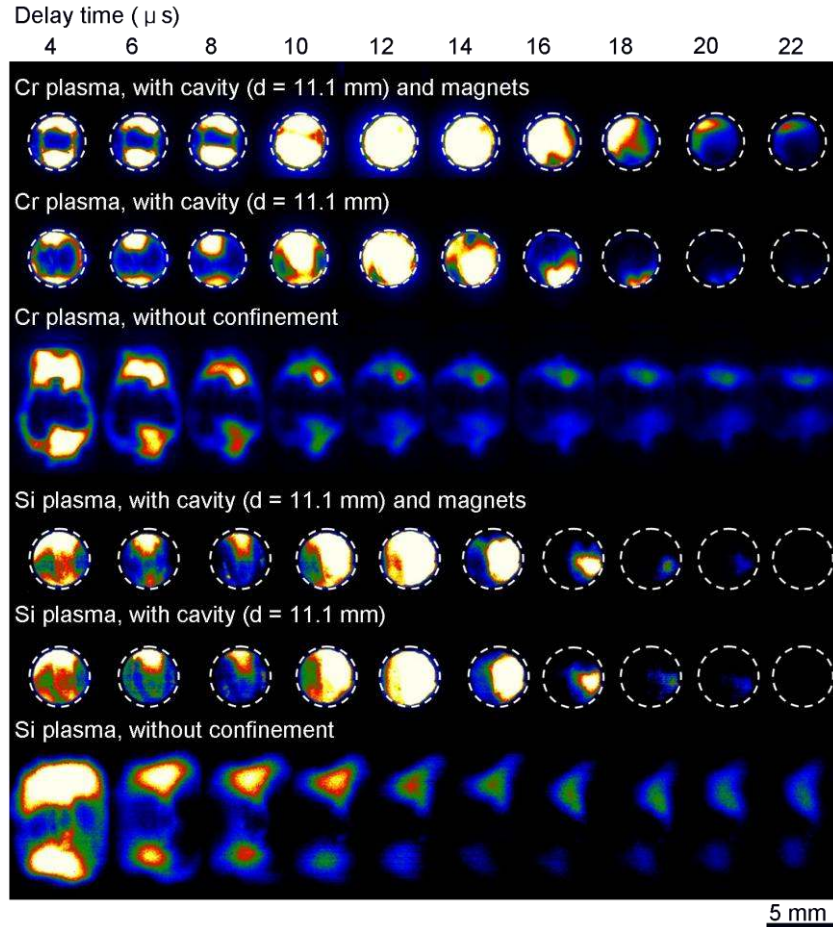 Delay time ( μ s)
4 6 8 10 12 14 16 18 20 22
Cr plasma, with cavity (d = 11.1 mm) and magnets
Cr plasma, with cavity (d = 11.1 mm)
Cr plasma, without confinement
Si plasma, with cavity (d = 11.1 mm) and magnets
Si plasma, with cavity (d = 11.1 mm)
Si plasma, without confinement
5 mm